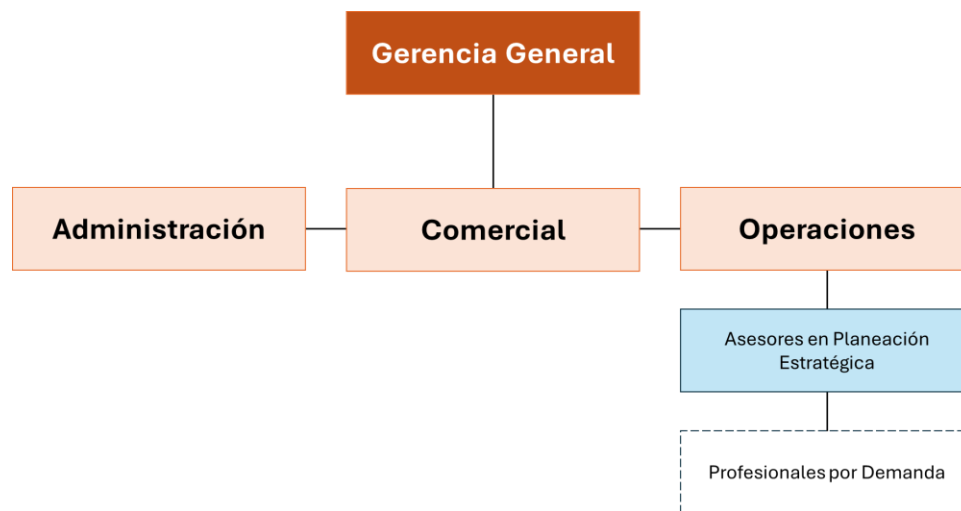 Gerencia General
Administración
Comercial
Operaciones
Asesores en Planeación
Estratégica
Profesionales por Demanda